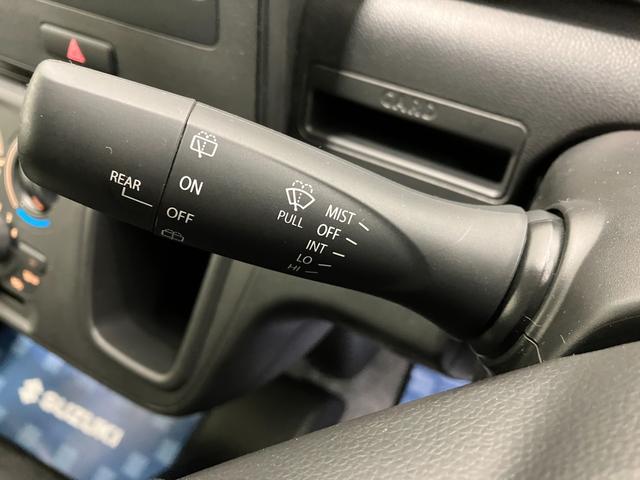 CARD
REAR
ON
OFF
PULL
MIST
OFF
INT
LO
HI
SUZUKI